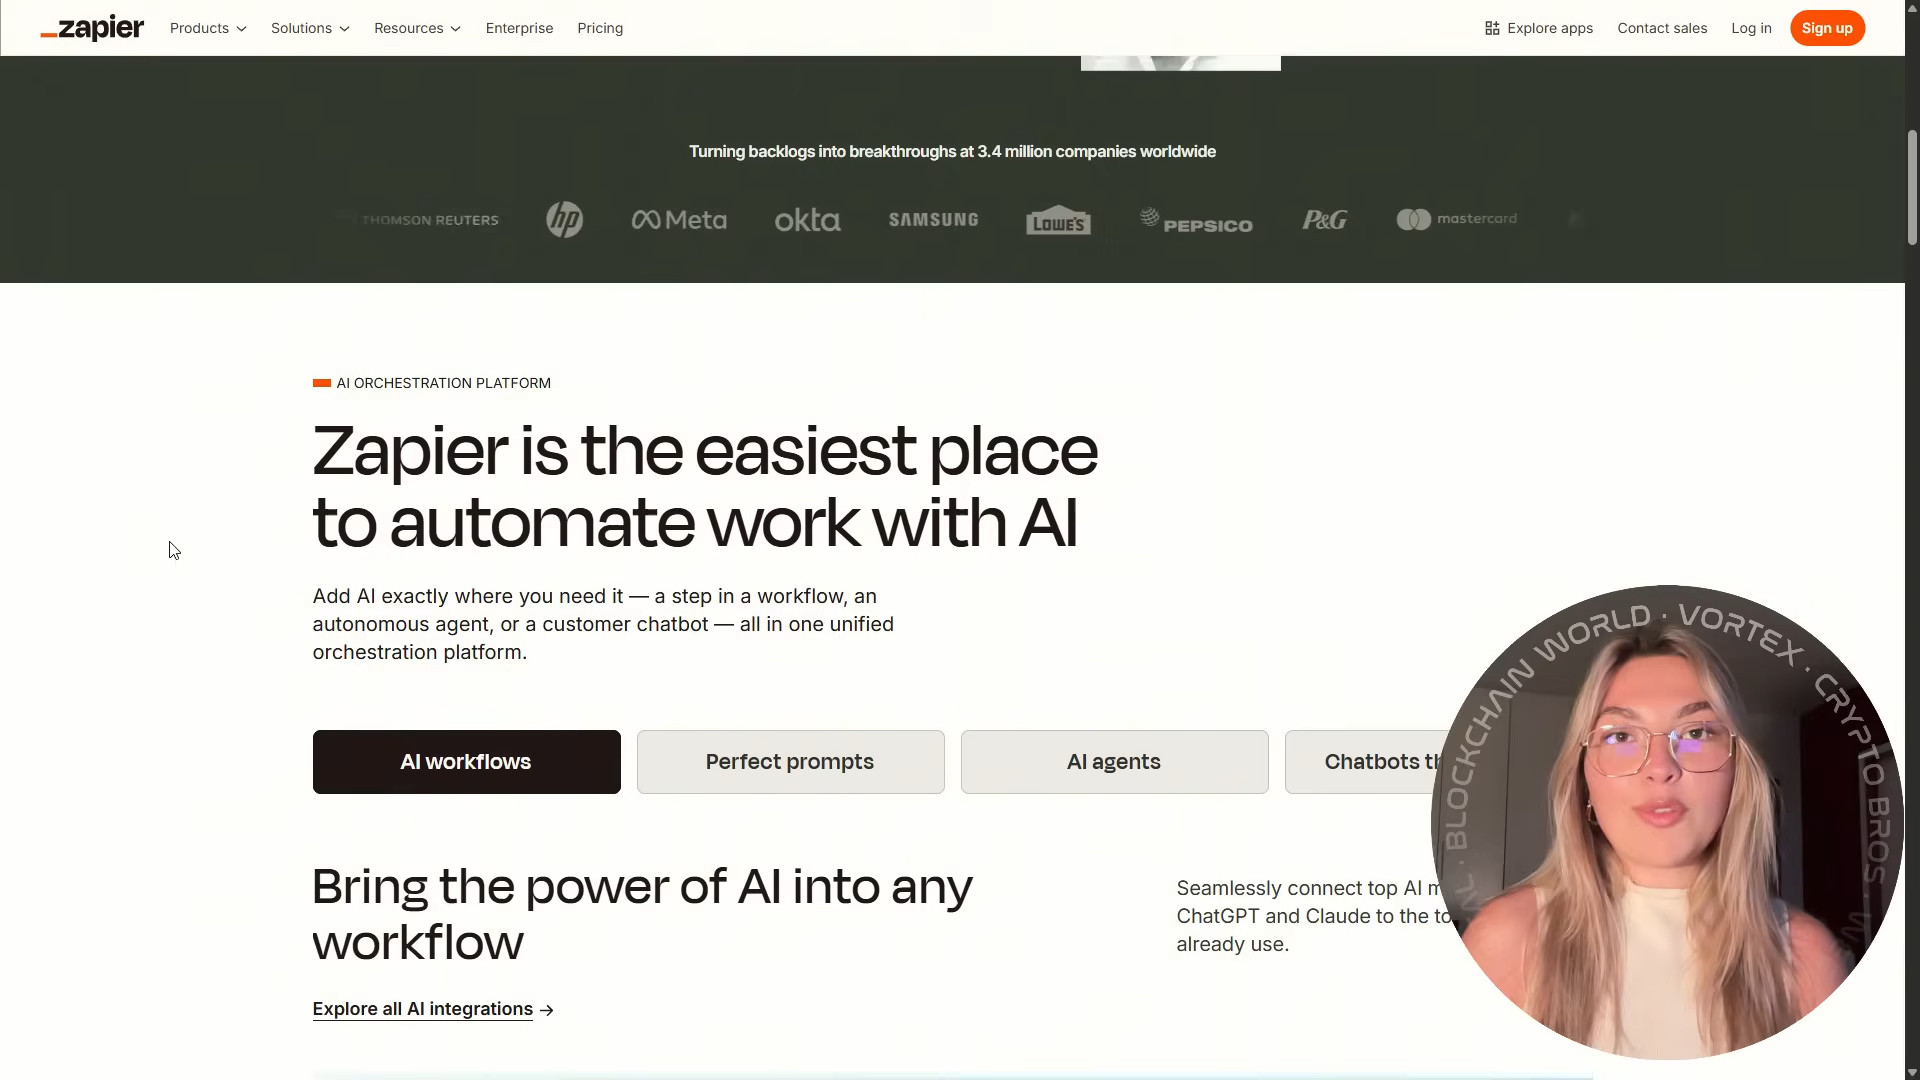 zapier Products Solutions Resources Enterprise Pricing Explore apps Contact sales Log in Sign up
Turning backlogs into breakthroughs at 3.4 million companies worldwide
THOMSON REUTERS hp Meta okta SAMSUNG LOWE'S PEPSICO P&G mastercard
AI ORCHESTRATION PLATFORM
Zapier is the easiest place
to automate work with AI
Add AI exactly where you need it — a step in a workflow, an
autonomous agent, or a customer chatbot — all in one unified
orchestration platform.
AI workflows Perfect prompts AI agents Chatbots
Bring the power of AI into any
workflow
Seamlessly connect top AI
ChatGPT and Claude to the
already use.
Explore all AI integrations →
BLOCKCHAIN WORLD · VORTEX · CRYPTO BROS ·